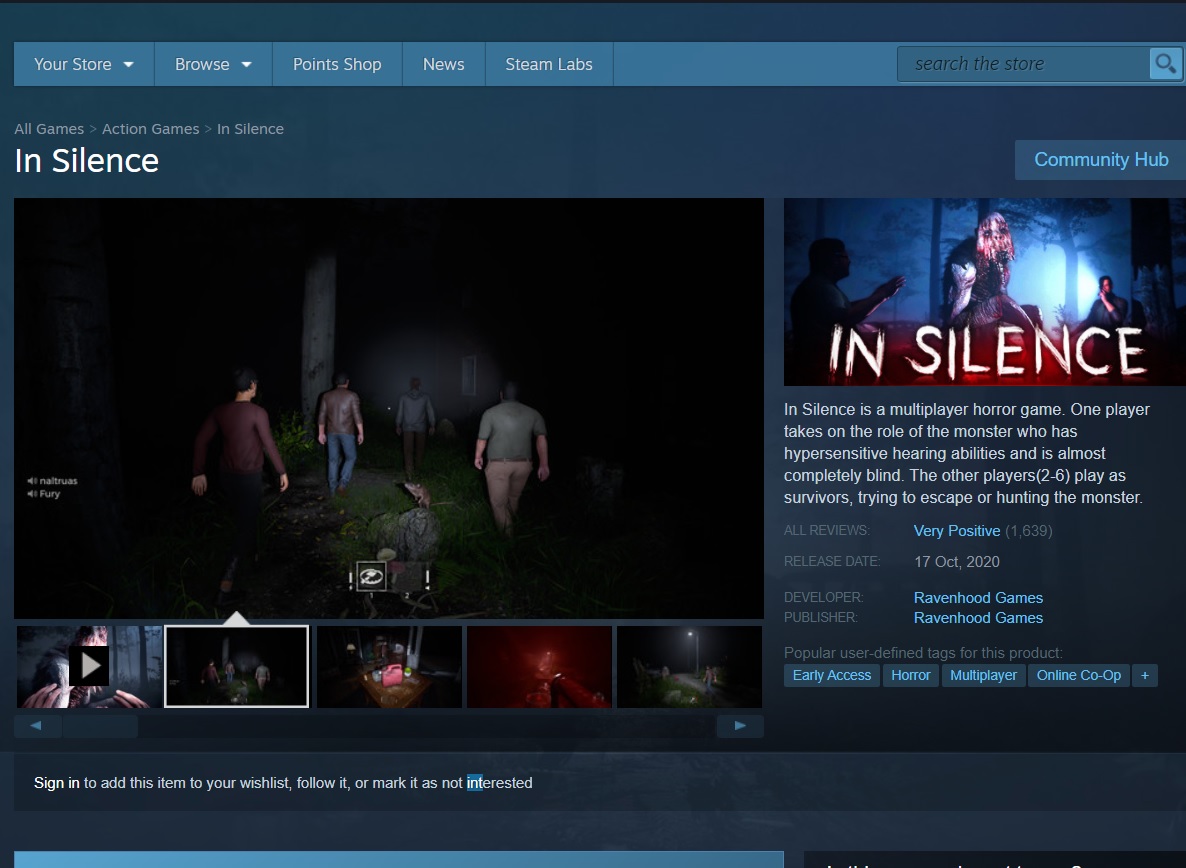 Your Store
Browse
Points Shop
News
Steam Labs
search the store
All Games > Action Games > In Silence
In Silence
Community Hub
naltruas
Fury
1
2
IN SILENCE
In Silence is a multiplayer horror game. One player
takes on the role of the monster who has
hypersensitive hearing abilities and is almost
completely blind. The other players(2-6) play as
survivors, trying to escape or hunting the monster.
ALL REVIEWS: Very Positive (1,639)
RELEASE DATE: 17 Oct, 2020
DEVELOPER: Ravenhood Games
PUBLISHER: Ravenhood Games
Popular user-defined tags for this product:
Early Access Horror Multiplayer Online Co-Op +
Sign in to add this item to your wishlist, follow it, or mark it as not interested